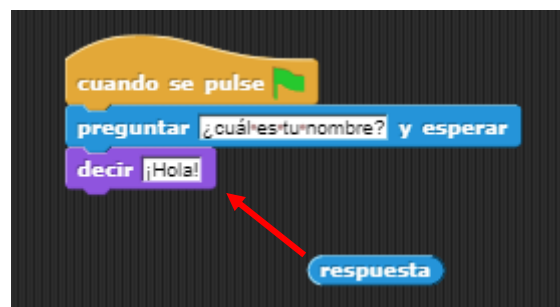 cuando se pulse
preguntar ¿cuál es tu nombre? y esperar
decir ¡Hola!
respuesta